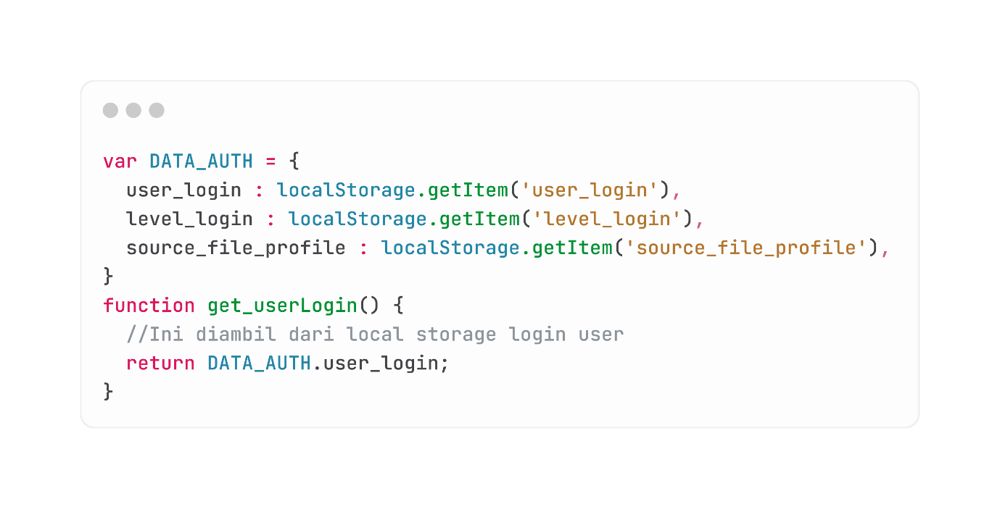 var DATA_AUTH = {
  user_login : localStorage.getItem('user_login'),
  level_login : localStorage.getItem('level_login'),
  source_file_profile : localStorage.getItem('source_file_profile'),
}
function get_userLogin() {
  //Ini diambil dari local storage login user
  return DATA_AUTH.user_login;
}